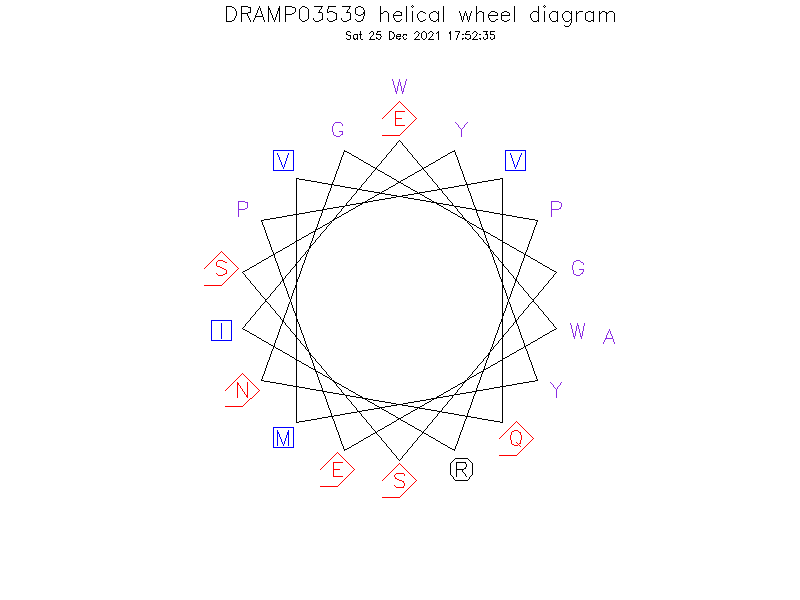 DRAMP03539 helical wheel diagram
Sat 25 Dec 2021 17:52:35
W
E
G Y
V V
P P
S G
I W A
N Y
M Q
E R
S